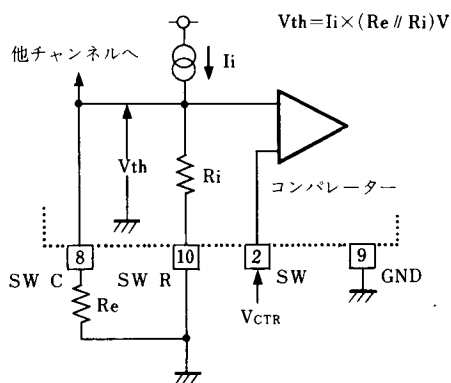 Vth=Ii×(Re∥Ri)V
他チャンネルへ
Ii
Vth
Ri
コンパレーター
8
10
2
9
SW C
SW R
SW
GND
Re
VCTR